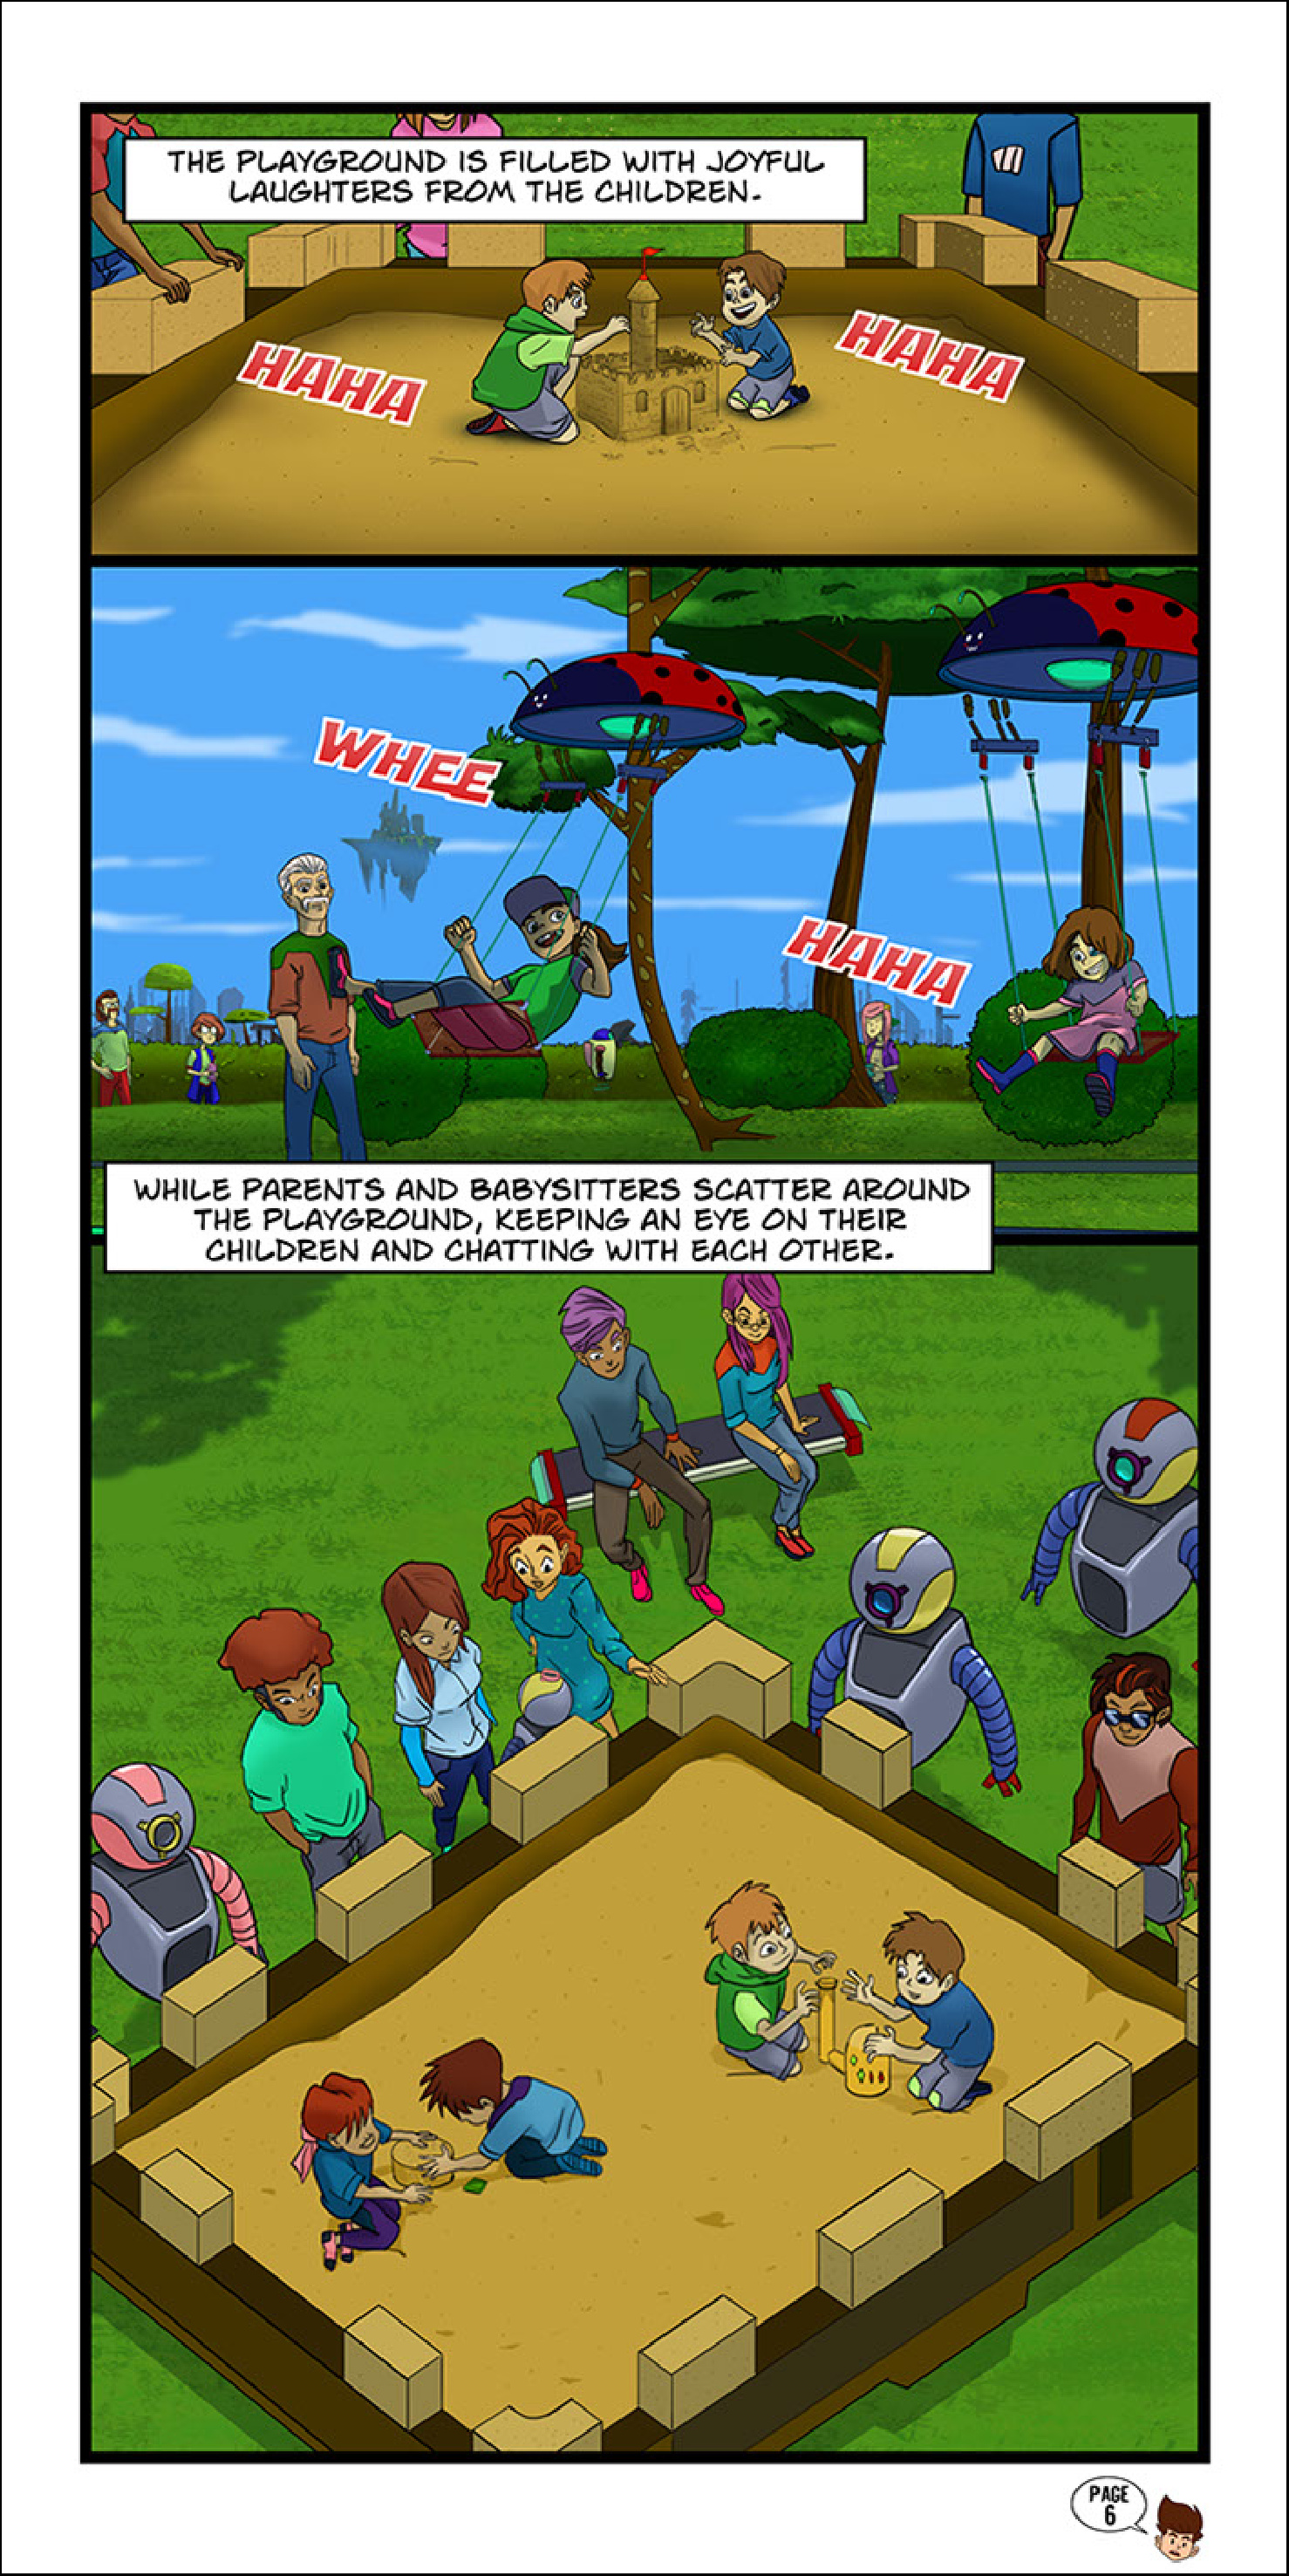 THE PLAYGROUND IS FILLED WITH JOYFUL
LAUGHTERS FROM THE CHILDREN.
HAHA
HAHA
WHEE
HAHA
WHILE PARENTS AND BABYSITTERS SCATTER AROUND
THE PLAYGROUND, KEEPING AN EYE ON THEIR
CHILDREN AND CHATTING WITH EACH OTHER.
PAGE
6